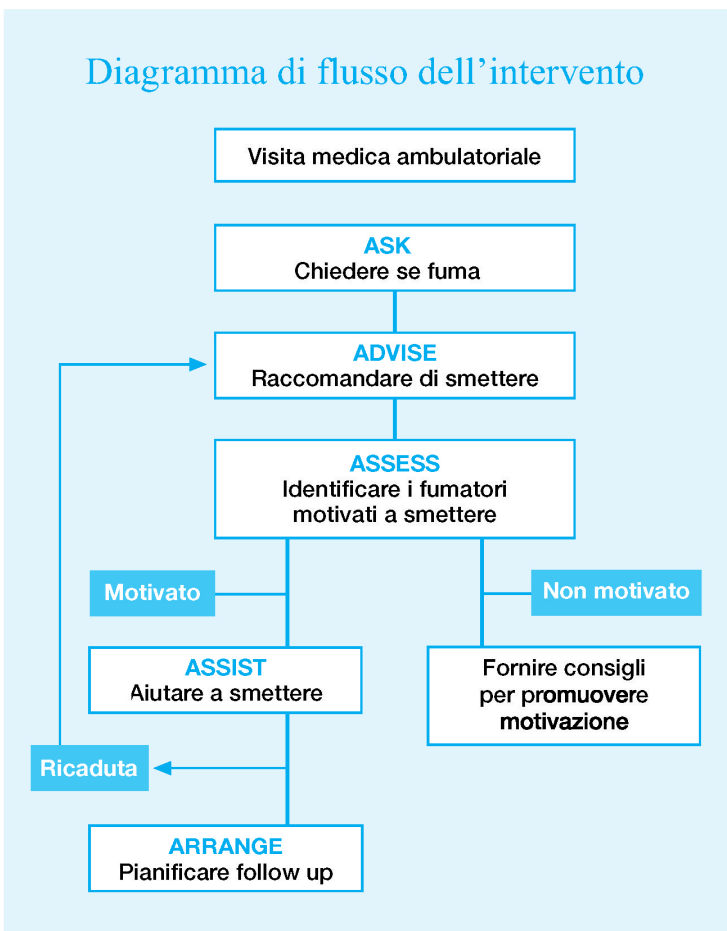 Diagramma di flusso dell'intervento
Visita medica ambulatoriale
ASK
Chiedere se fuma
ADVISE
Raccomandare di smettere
ASSESS
Identificare i fumatori
motivati a smettere
Motivato
Non motivato
ASSIST
Aiutare a smettere
Fornire consigli
per promuovere
motivazione
Ricaduta
ARRANGE
Pianificare follow up